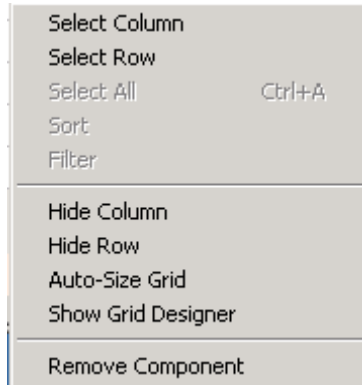 Select Column
Select Row
Select All Ctrl+A
Sort
Filter
Hide Column
Hide Row
Auto-Size Grid
Show Grid Designer
Remove Component